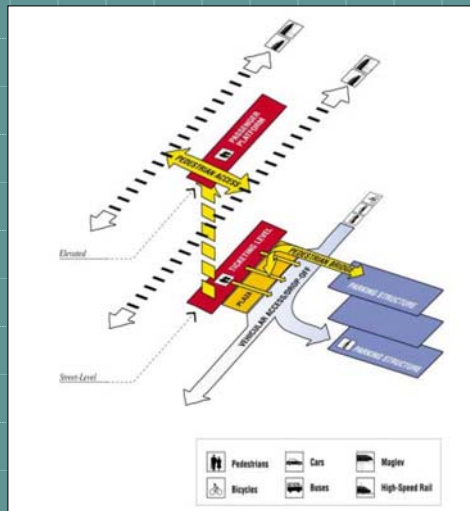 PASSENGER
PLATFORM
PEDESTRIAN ACCESS
Elevated
TICKETING LEVEL
PEDESTRIAN BRIDGE
PLAZA
VEHICULAR ACCESS/DROP-OFF
PARKING STRUCTURE
PARKING STRUCTURE
Street-Level
Pedestrians
Cars
Maglev
Bicycles
Buses
High-Speed Rail